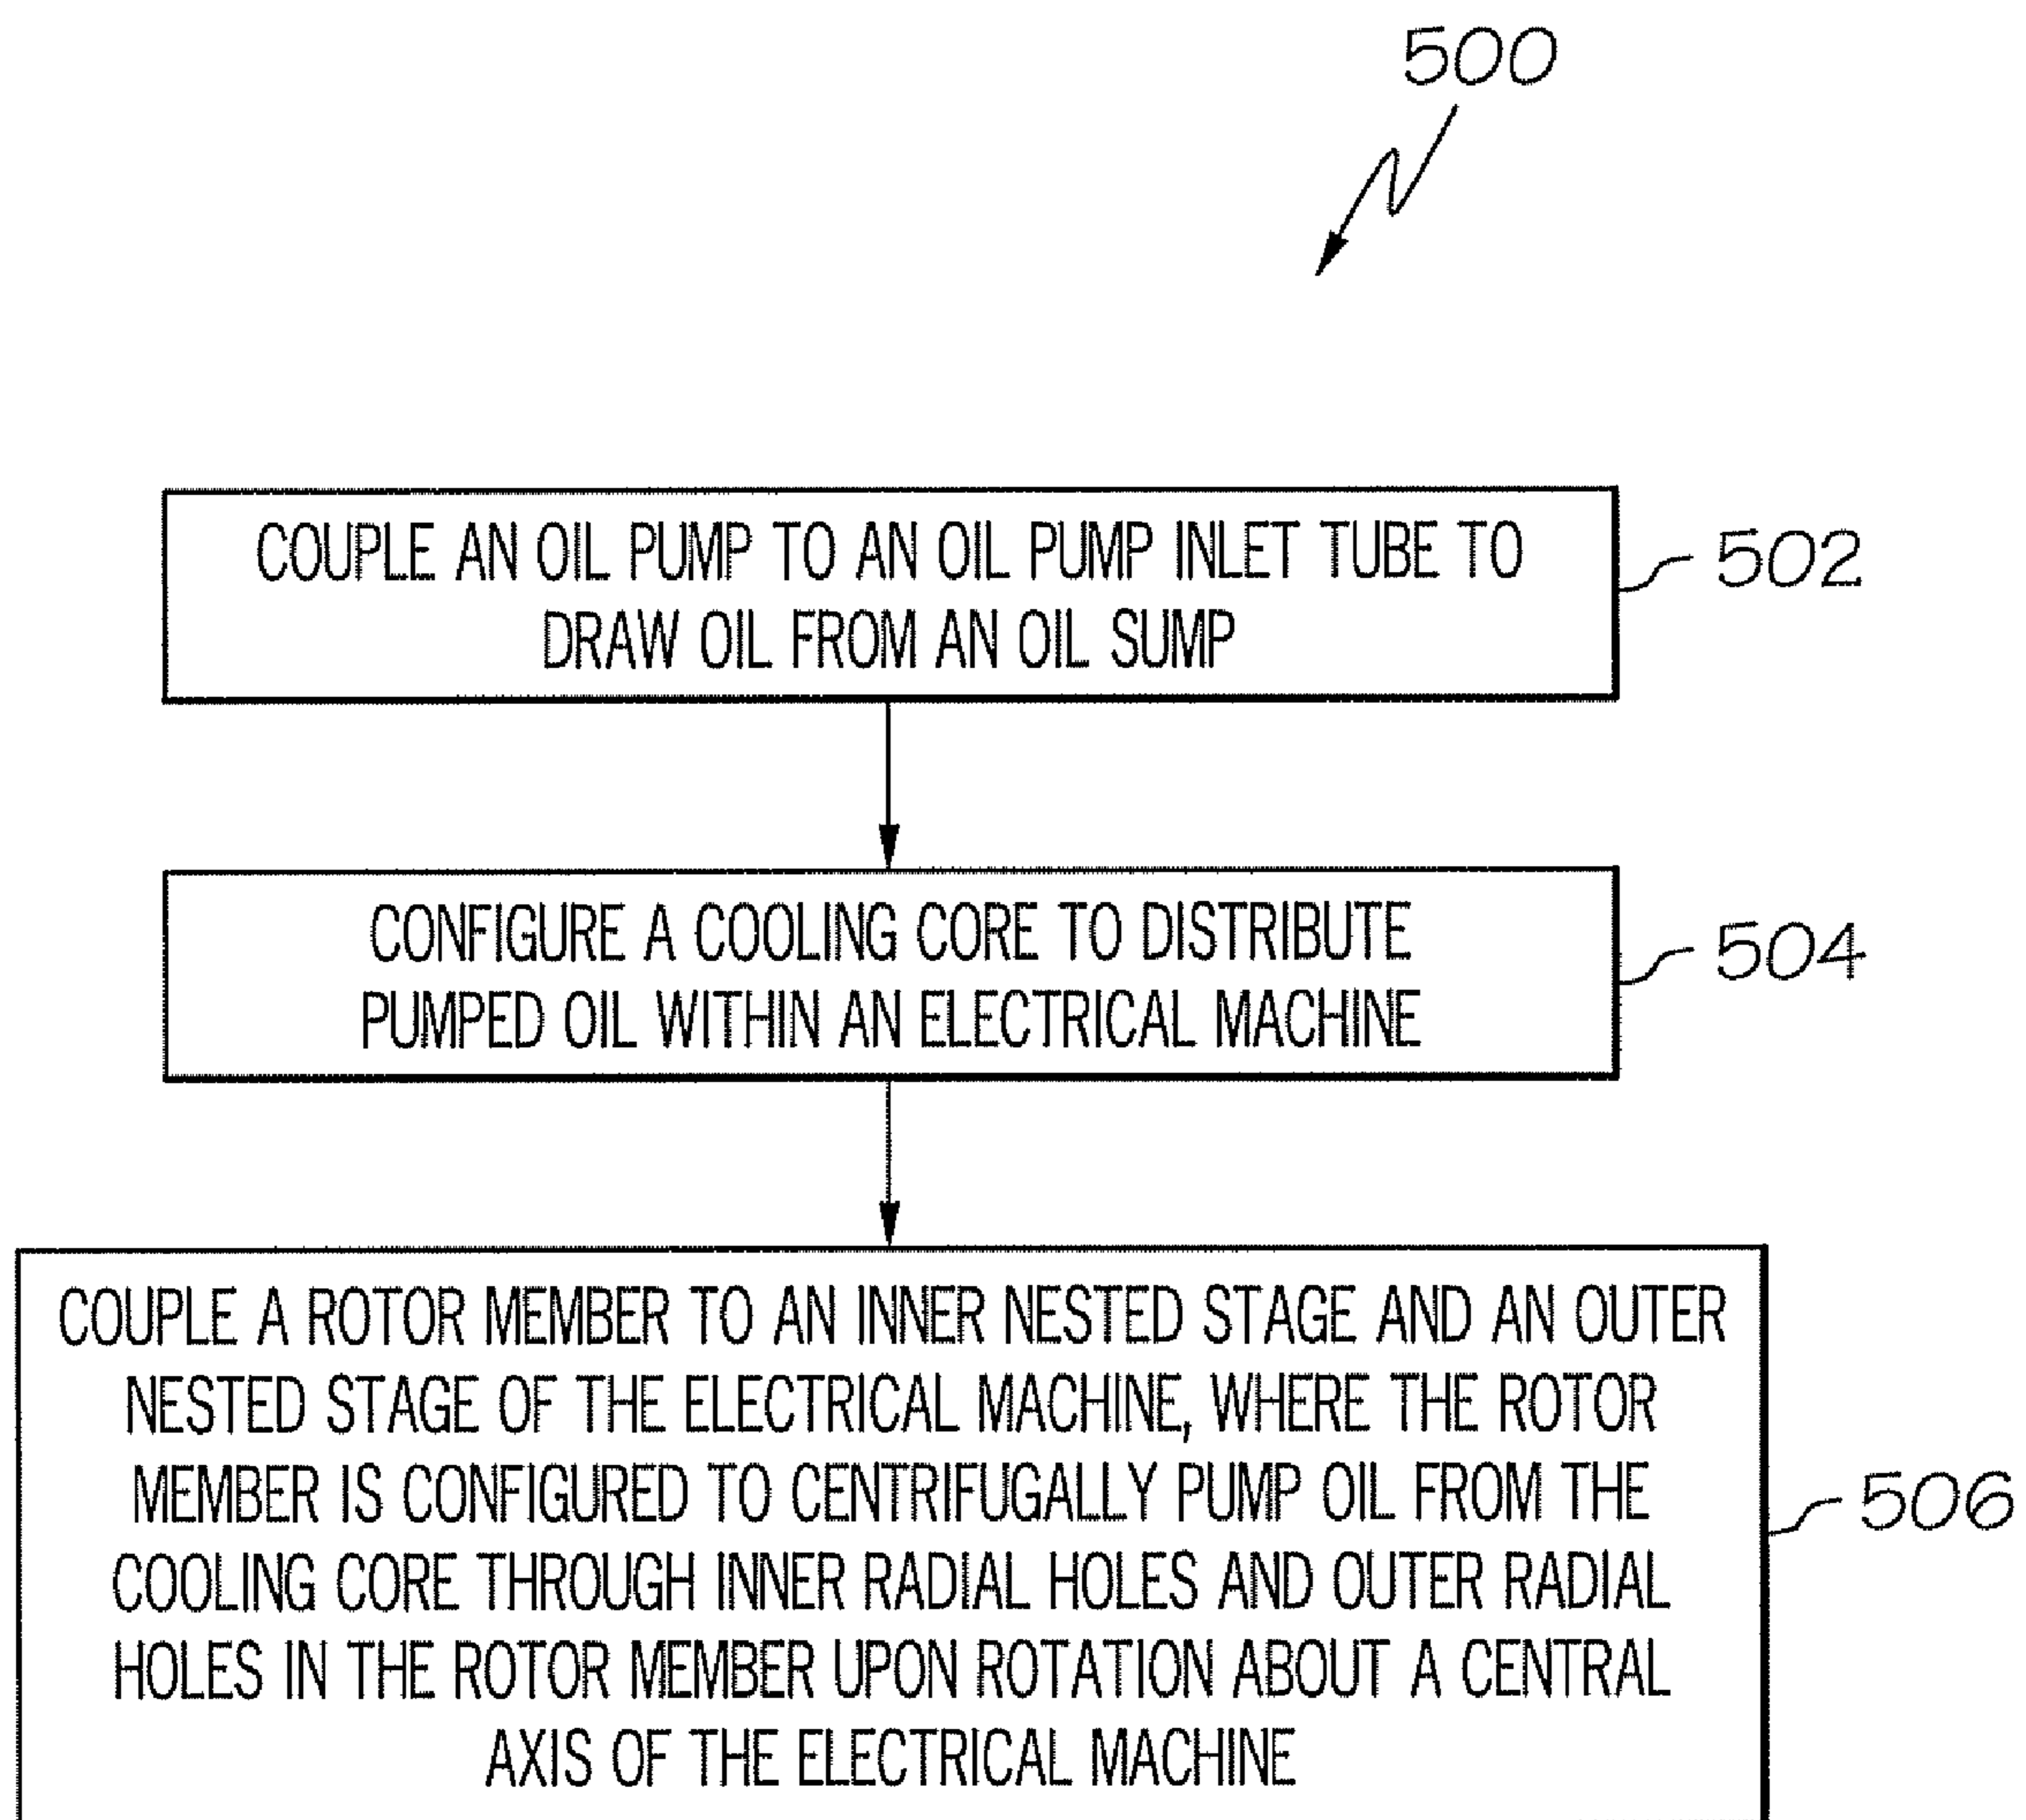 500
COUPLE AN OIL PUMP TO AN OIL PUMP INLET TUBE TO
DRAW OIL FROM AN OIL SUMP
502
CONFIGURE A COOLING CORE TO DISTRIBUTE
PUMPED OIL WITHIN AN ELECTRICAL MACHINE
504
COUPLE A ROTOR MEMBER TO AN INNER NESTED STAGE AND AN OUTER
NESTED STAGE OF THE ELECTRICAL MACHINE, WHERE THE ROTOR
MEMBER IS CONFIGURED TO CENTRIFUGALLY PUMP OIL FROM THE
COOLING CORE THROUGH INNER RADIAL HOLES AND OUTER RADIAL
HOLES IN THE ROTOR MEMBER UPON ROTATION ABOUT A CENTRAL
AXIS OF THE ELECTRICAL MACHINE
506